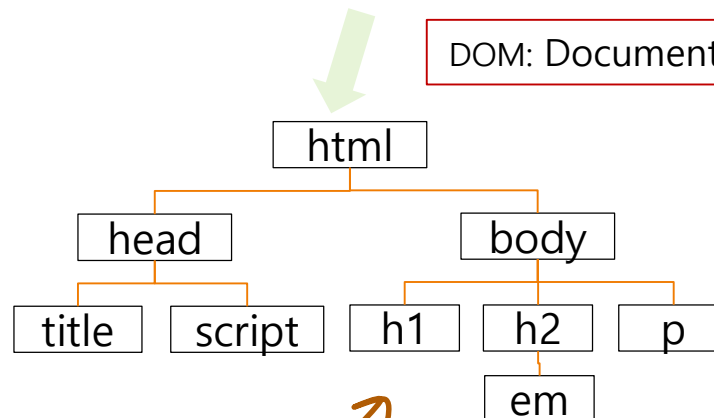 DOM: Document
html
head body
title script h1 h2 p
em